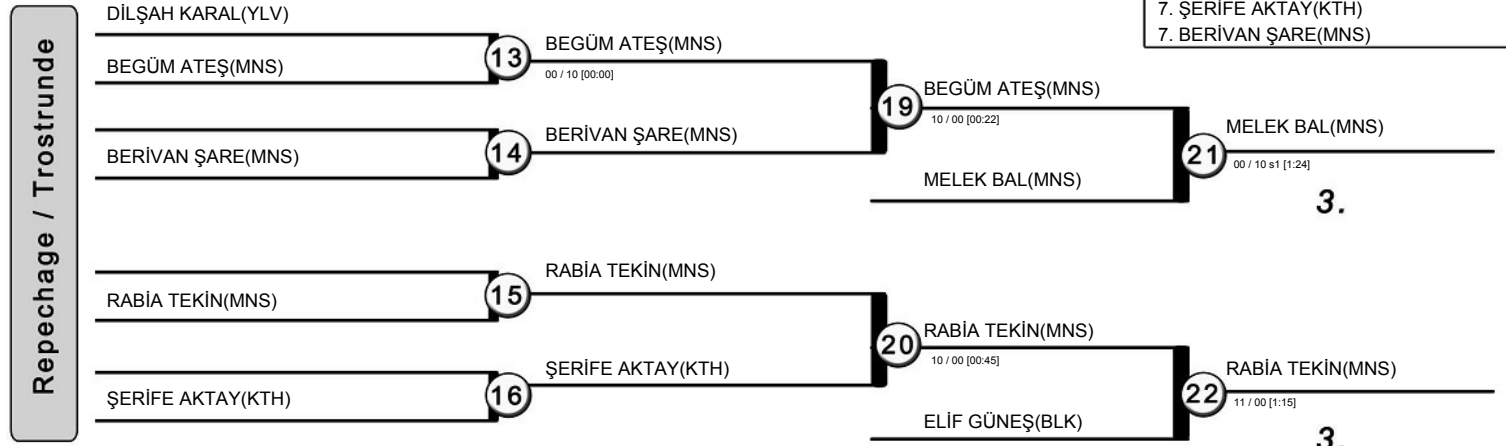 Repechage / Trostrunde
7. ŞERİFE AKTAY(KTH)
7. BERİVAN ŞARE(MNS)
DİLŞAH KARAL(YLV)
BEGÜM ATEŞ(MNS)
13
BEGÜM ATEŞ(MNS)
00 / 10 [00:00]
BERİVAN ŞARE(MNS)
14
BERİVAN ŞARE(MNS)
19
BEGÜM ATEŞ(MNS)
10 / 00 [00:22]
MELEK BAL(MNS)
21
MELEK BAL(MNS)
00 / 10 s1 [1:24]
3.
RABİA TEKİN(MNS)
15
RABİA TEKİN(MNS)
ŞERİFE AKTAY(KTH)
16
ŞERİFE AKTAY(KTH)
20
RABİA TEKİN(MNS)
10 / 00 [00:45]
ELİF GÜNEŞ(BLK)
22
RABİA TEKİN(MNS)
11 / 00 [1:15]
3.